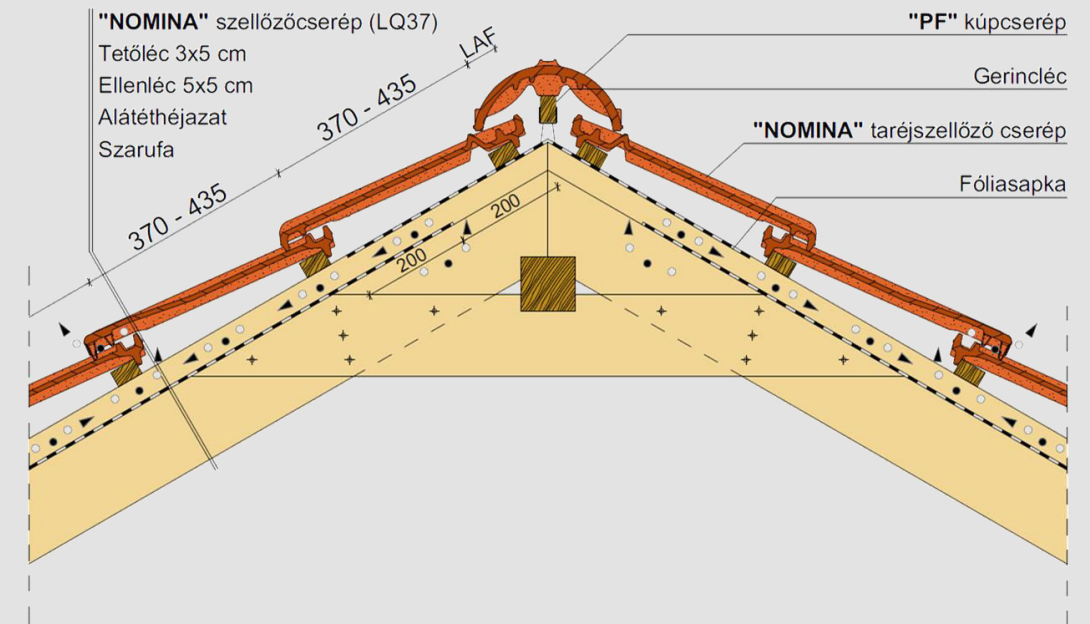 "NOMINA" szellőzőcserép (LQ37)
Tetőléc 3x5 cm
Ellenléc 5x5 cm
Alátéthéjazat
Szarufa
LAF
370 - 435
370 - 435
200
200
"PF" kúpcserép
Gerincléc
"NOMINA" taréjszellőző cserép
Fóliasapka